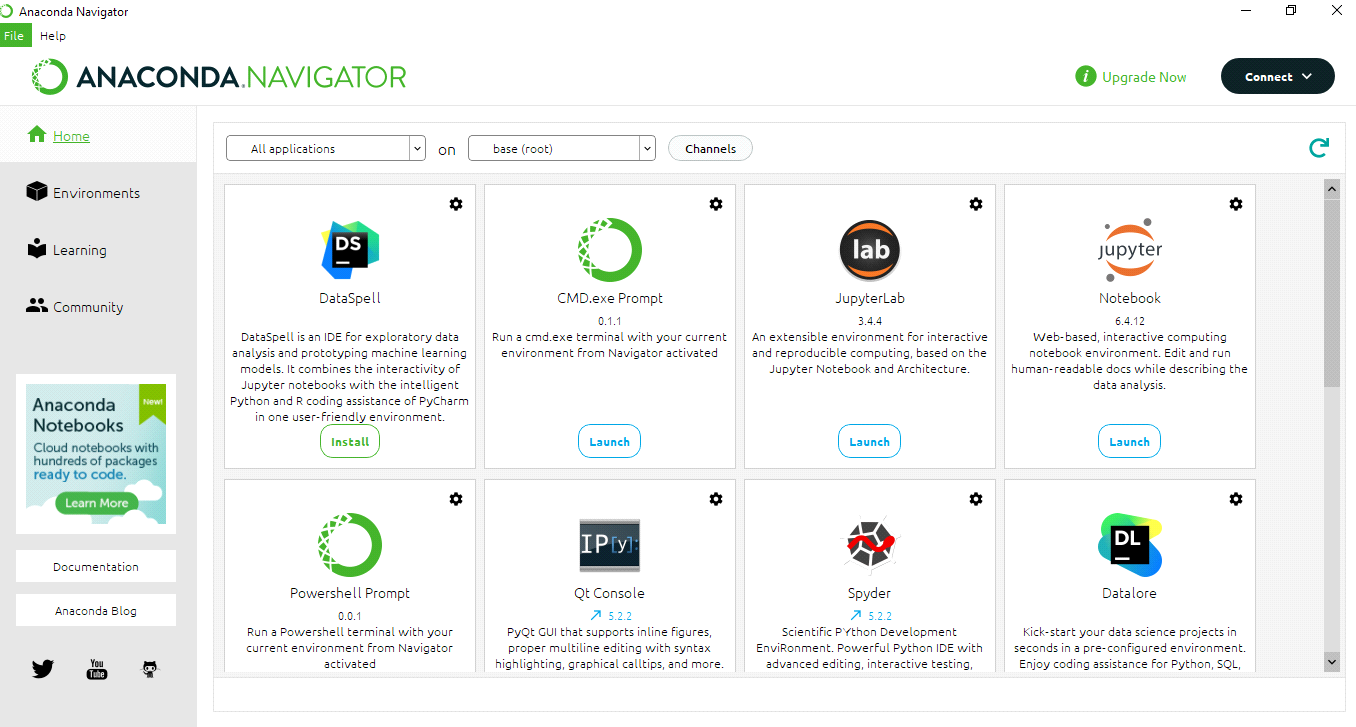 Anaconda Navigator
File Help
ANACONDA.NAVIGATOR
i Upgrade Now
Connect
Home
Environments
Learning
Community
Anaconda
Notebooks
New!
Cloud notebooks with
hundreds of packages
ready to code.
Learn More
Documentation
Anaconda Blog
You
Tube
All applications on base (root) Channels
DS
DataSpell
DataSpell is an IDE for exploratory data
analysis and prototyping machine learning
models. It combines the interactivity of
Jupyter notebooks with the intelligent
Python and R coding assistance of PyCharm
in one user-friendly environment.
Install
CMD.exe Prompt
0.1.1
Run a cmd.exe terminal with your current
environment from Navigator activated
Launch
lab
JupyterLab
3.4.4
An extensible environment for interactive
and reproducible computing, based on the
Jupyter Notebook and Architecture.
Launch
jupyter
Notebook
6.4.12
Web-based, interactive computing
notebook environment. Edit and run
human-readable docs while describing the
data analysis.
Launch
Powershell Prompt
0.0.1
Run a Powershell terminal with your
current environment from Navigator
activated
IP[y]:
Qt Console
5.2.2
PyQt GUI that supports inline figures,
proper multiline editing with syntax
highlighting, graphical calltips, and more.
Spyder
5.2.2
Scientific PYthon Development
EnviRonment. Powerful Python IDE with
advanced editing, interactive testing,
DL
Datalore
Kick-start your data science projects in
seconds in a pre-configured environment.
Enjoy coding assistance for Python, SQL,